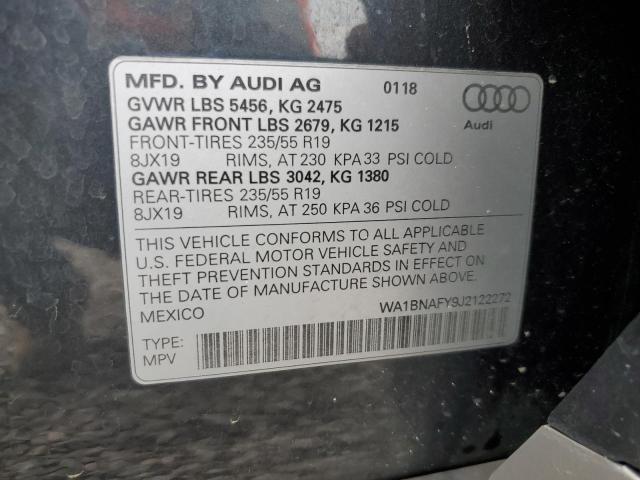 MFD. BY AUDI AG 0118
GVWR LBS 5456, KG 2475
GAWR FRONT LBS 2679, KG 1215
FRONT-TIRES 235/55 R19
8JX19 RIMS, AT 230 KPA 33 PSI COLD
GAWR REAR LBS 3042, KG 1380
REAR-TIRES 235/55 R19
8JX19 RIMS, AT 250 KPA 36 PSI COLD
Audi
THIS VEHICLE CONFORMS TO ALL APPLICABLE
U.S. FEDERAL MOTOR VEHICLE SAFETY AND
THEFT PREVENTION STANDARDS IN EFFECT ON
THE DATE OF MANUFACTURE SHOWN ABOVE.
MEXICO WA1BNAFY9J2122272
TYPE:
MPV